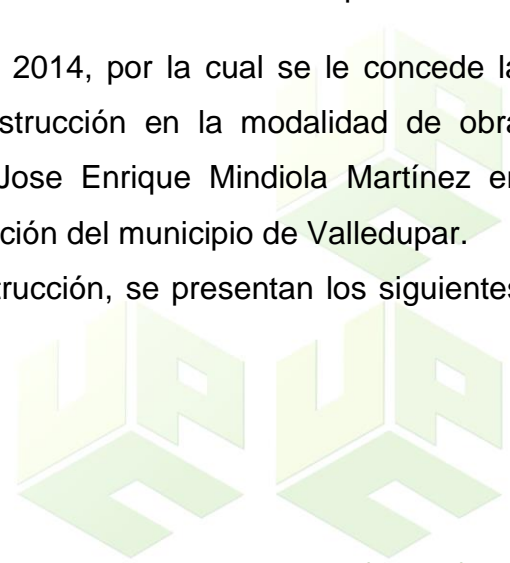 2014, por la cual se le concede la
strucción en la modalidad de obra
Jose Enrique Mindiola Martínez en
ción del municipio de Valledupar.
trucción, se presentan los siguientes